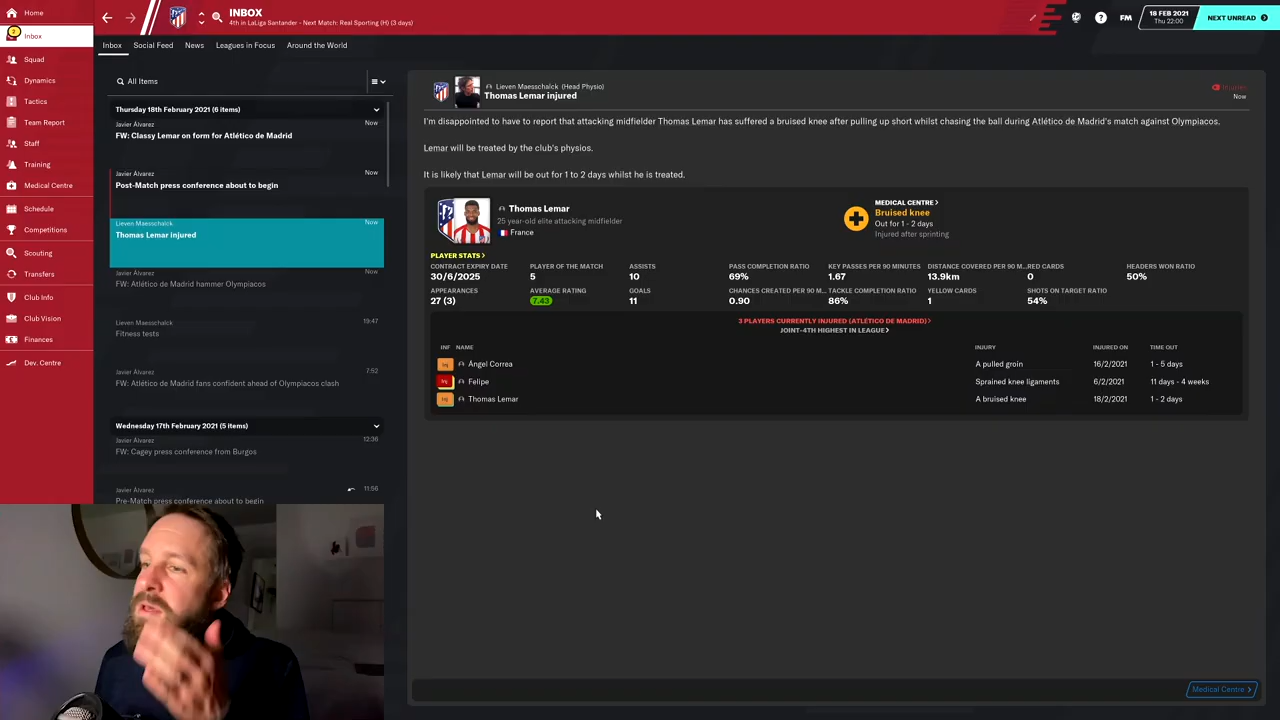 Home
Inbox
Squad
Dynamics
Tactics
Team Report
Staff
Training
Medical Centre
Schedule
Competitions
Scouting
Transfers
Club Info
Club Vision
Finances
Dev. Centre
INBOX
4th in LaLiga Santander - Next Match: Real Sporting (H) (3 days)
FM
18 FEB 2021
Thu 22:00
NEXT UNREAD
Inbox Social Feed News Leagues in Focus Around the World
All Items
Thursday 18th February 2021 (6 items)
Javier Álvarez Now
FW: Classy Lemar on form for Atlético de Madrid
Javier Álvarez Now
Post-Match press conference about to begin
Lieven Maesschalck Now
Thomas Lemar injured
Javier Álvarez Now
FW: Atlético de Madrid hammer Olympiacos
Lieven Maesschalck 19:47
Fitness tests
Javier Álvarez 7:52
FW: Atlético de Madrid fans confident ahead of Olympiacos clash
Wednesday 17th February 2021 (5 items)
Javier Álvarez 12:36
FW: Cagey press conference from Burgos
Javier Álvarez 11:56
Pre-Match press conference about to begin
Lieven Maesschalck (Head Physio)
Thomas Lemar injured
Injuries
Now
I'm disappointed to have to report that attacking midfielder Thomas Lemar has suffered a bruised knee after pulling up short whilst chasing the ball during Atlético de Madrid's match against Olympiacos.
Lemar will be treated by the club's physios.
It is likely that Lemar will be out for 1 to 2 days whilst he is treated.
Thomas Lemar
25 year-old elite attacking midfielder
France
MEDICAL CENTRE
Bruised knee
Out for 1 - 2 days
Injured after sprinting
PLAYER STATS
CONTRACT EXPIRY DATE PLAYER OF THE MATCH ASSISTS PASS COMPLETION RATIO KEY PASSES PER 90 MINUTES DISTANCE COVERED PER 90 M... RED CARDS HEADERS WON RATIO
30/6/2025 5 10 69% 1.67 13.9km 0 50%
APPEARANCES AVERAGE RATING GOALS CHANCES CREATED PER 90 M... TACKLE COMPLETION RATIO YELLOW CARDS SHOTS ON TARGET RATIO
27 (3) 7.43 11 0.90 86% 1 54%
3 PLAYERS CURRENTLY INJURED (ATLÉTICO DE MADRID)
JOINT-4TH HIGHEST IN LEAGUE
INF NAME INJURY INJURED ON TIME OUT
Inj Ángel Correa A pulled groin 16/2/2021 1 - 5 days
Inj Felipe Sprained knee ligaments 6/2/2021 11 days - 4 weeks
Inj Thomas Lemar A bruised knee 18/2/2021 1 - 2 days
Medical Centre